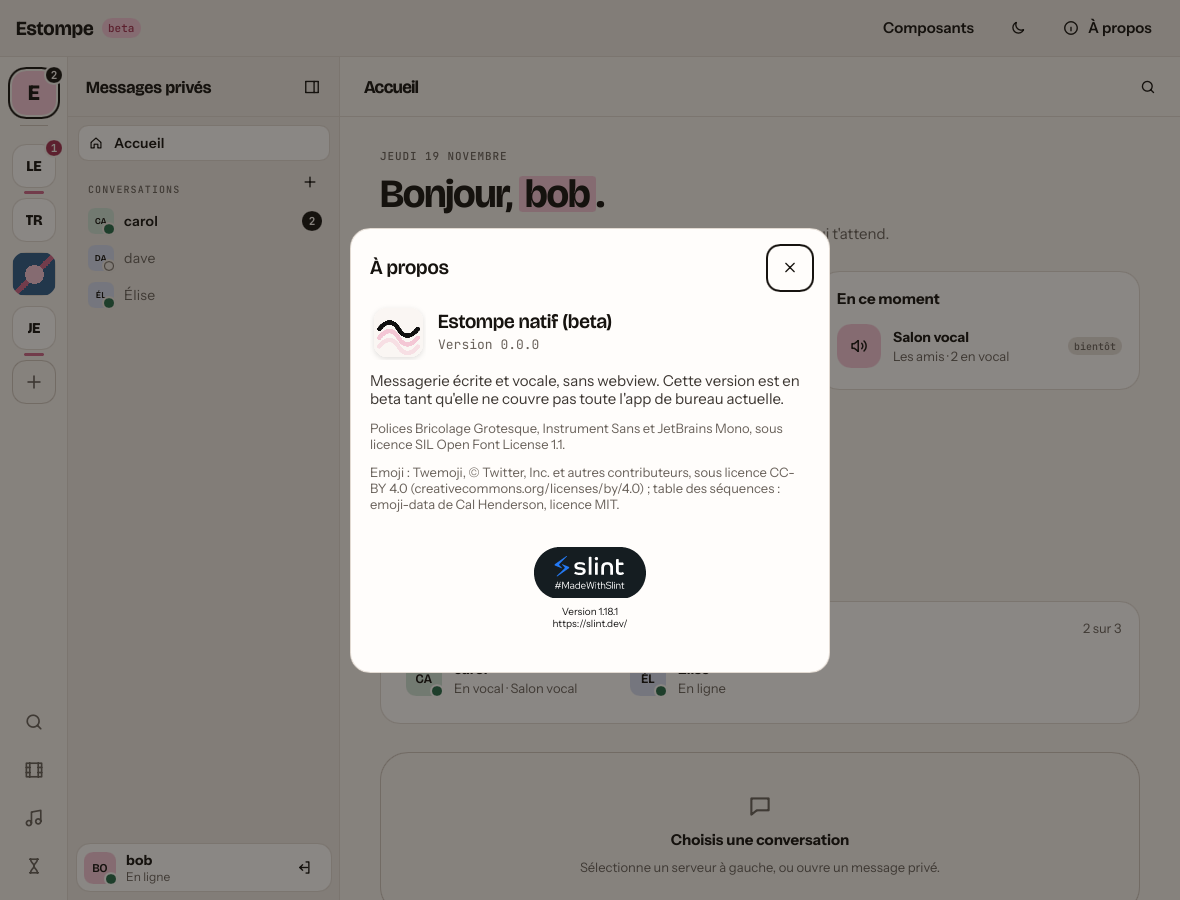 Estompe beta
Composants
À propos
E 2
Messages privés
Accueil
LE 1
TR
JE
Accueil
CONVERSATIONS
CA carol 2
DA dave
ÉL Élise
JEUDI 19 NOVEMBRE
Bonjour, bob.
t'attend.
En ce moment
Salon vocal
Les amis · 2 en vocal
bientôt
À propos
Estompe natif (beta)
Version 0.0.0
Messagerie écrite et vocale, sans webview. Cette version est en
beta tant qu'elle ne couvre pas toute l'app de bureau actuelle.
Polices Bricolage Grotesque, Instrument Sans et JetBrains Mono, sous
licence SIL Open Font License 1.1.
Emoji : Twemoji, © Twitter, Inc. et autres contributeurs, sous licence CC-
BY 4.0 (creativecommons.org/licenses/by/4.0) ; table des séquences :
emoji-data de Cal Henderson, licence MIT.
slint
#MadeWithSlint
Version 1.18.1
https://slint.dev/
2 sur 3
CA
En vocal · Salon vocal
ÉL
En ligne
Choisis une conversation
Sélectionne un serveur à gauche, ou ouvre un message privé.
BO bob
En ligne